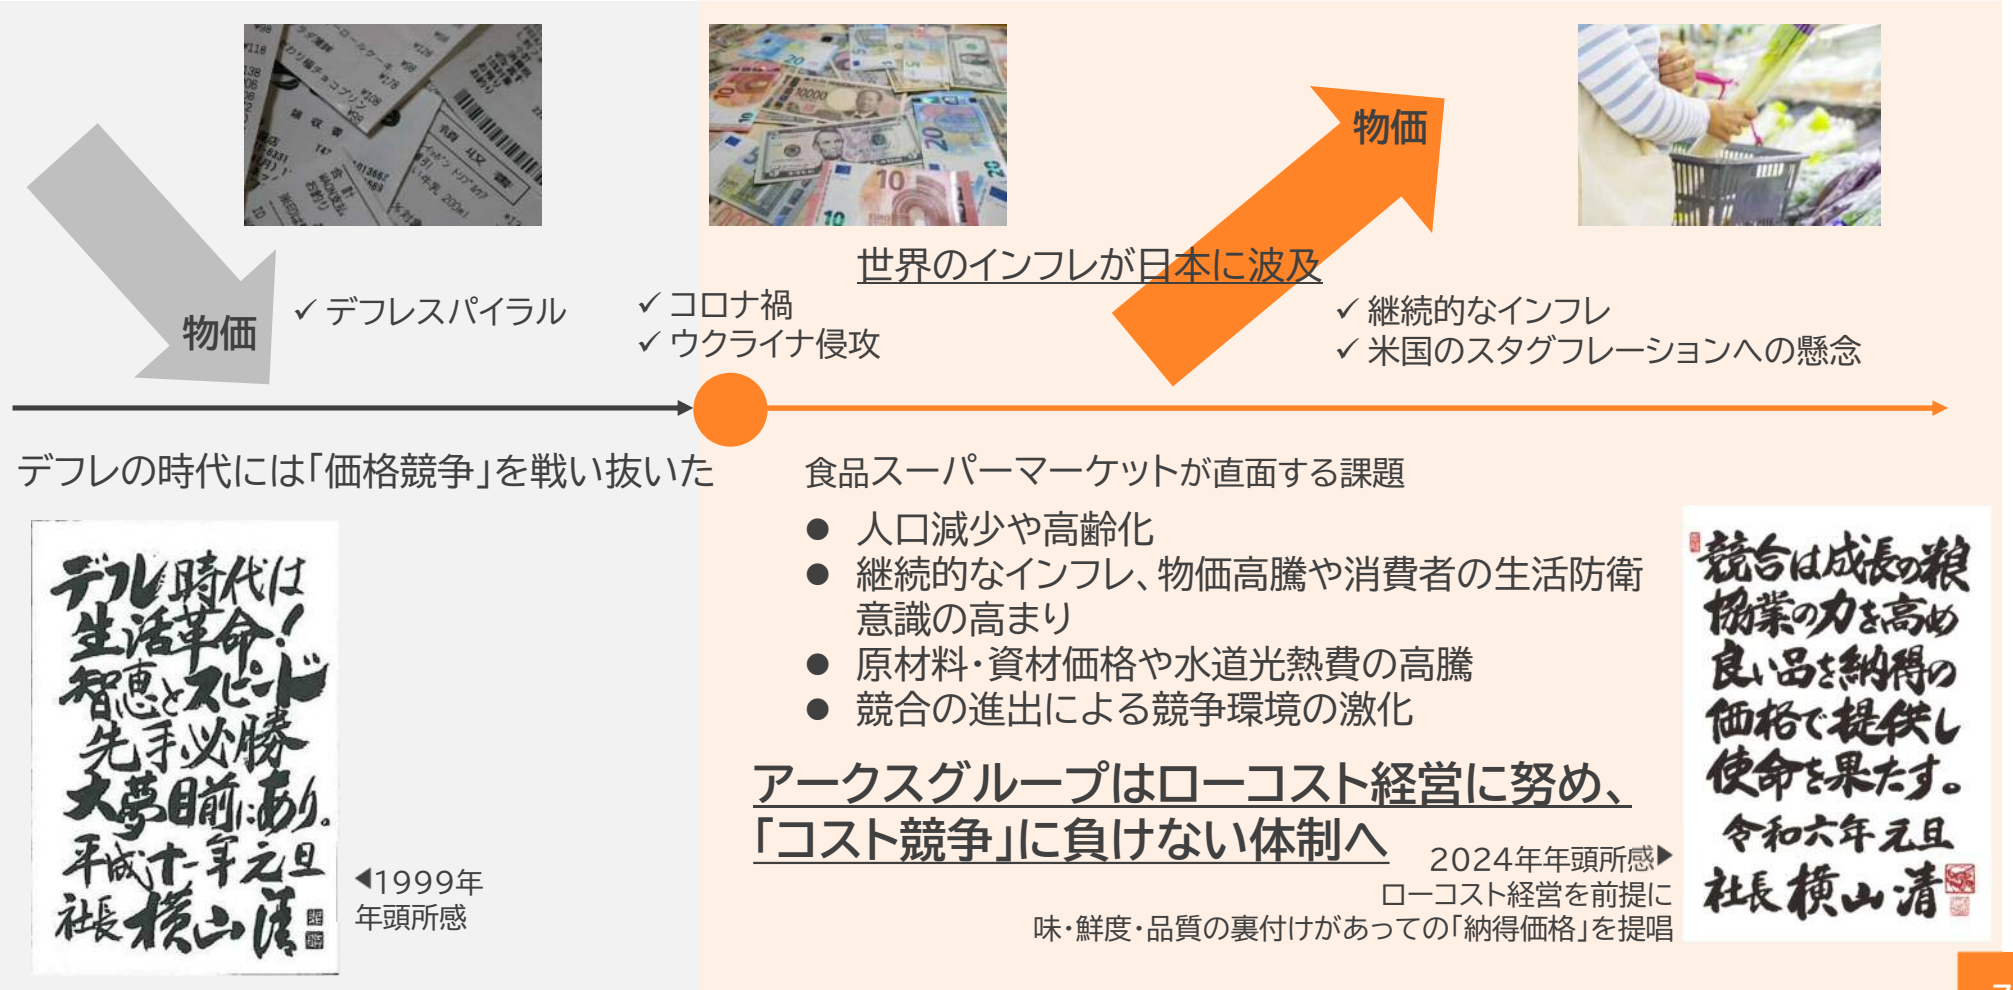 物価
デフレスパイラル
コロナ禍
ウクライナ侵攻
世界のインフレが日本に波及
物価
継続的なインフレ
米国のスタグフレーションへの懸念
デフレの時代には「価格競争」を戦い抜いた
デフレ時代は
生活革命!
智恵とスピード
先手必勝
大夢目前にあり。
平成十一年元旦
社長 横山清
1999年
年頭所感
食品スーパーマーケットが直面する課題
人口減少や高齢化
継続的なインフレ、物価高騰や消費者の生活防衛
意識の高まり
原材料・資材価格や水道光熱費の高騰
競合の進出による競争環境の激化
アークスグループはローコスト経営に努め、
「コスト競争」に負けない体制へ
2024年年頭所感
ローコスト経営を前提に
味・鮮度・品質の裏付けがあっての「納得価格」を提唱
競合は成長の粮
協業の力を高め
良い品を納得の
価格で提供し
使命を果たす。
令和六年元旦
社長 横山清